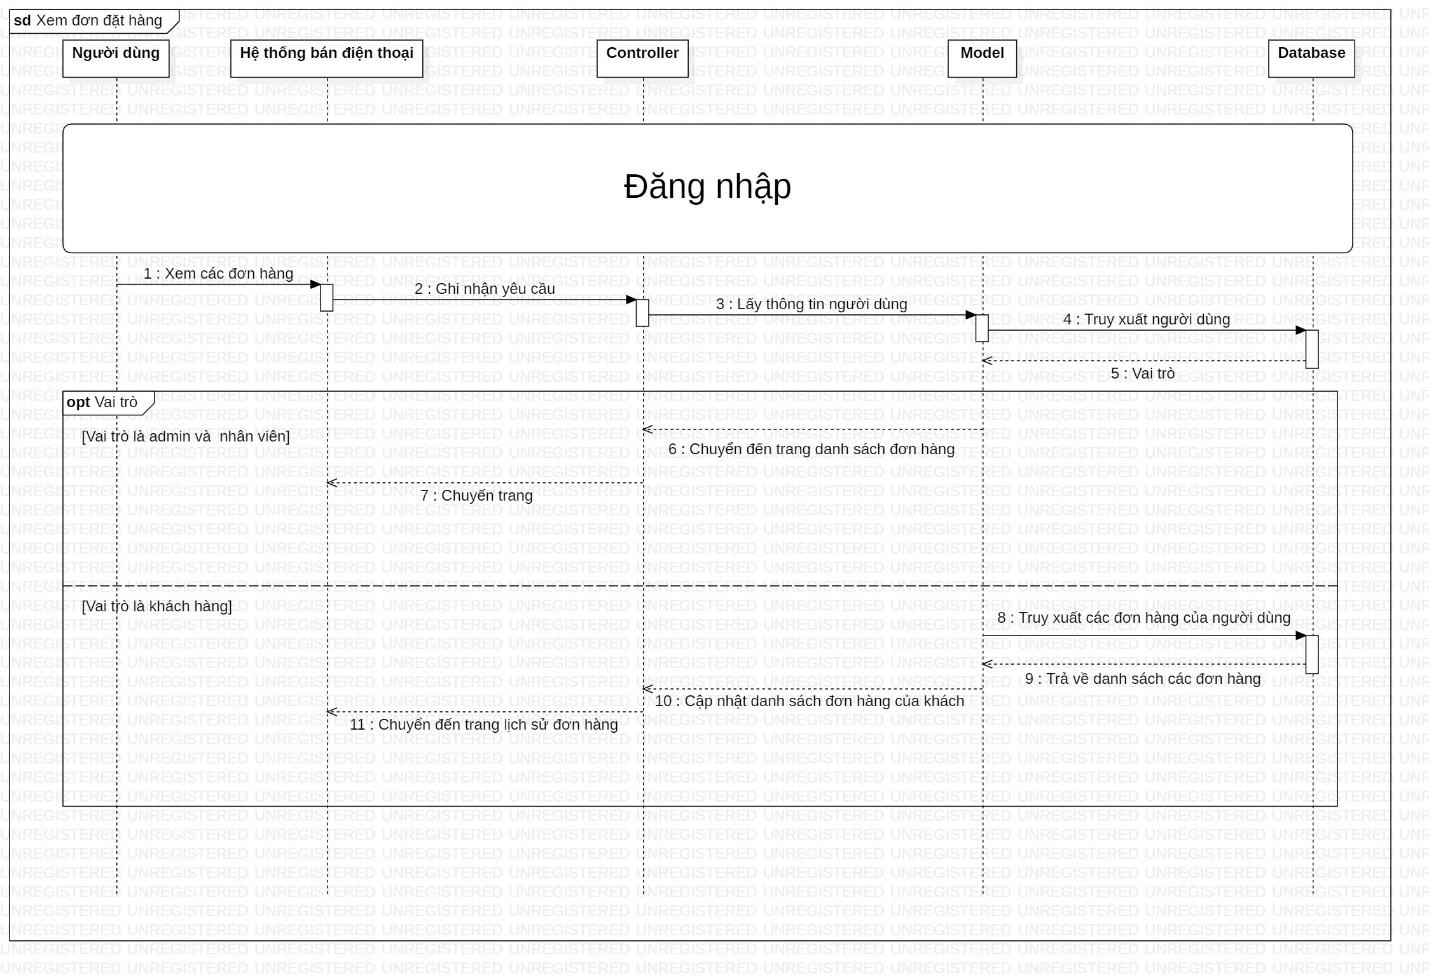 sd Xem đơn đặt hàng
Người dùng
Hệ thống bán điện thoại
Controller
Model
Database
Đăng nhập
1 : Xem các đơn hàng
2 : Ghi nhận yêu cầu
3 : Lấy thông tin người dùng
4 : Truy xuất người dùng
5 : Vai trò
opt Vai trò
[Vai trò là admin và  nhân viên]
6 : Chuyển đến trang danh sách đơn hàng
7 : Chuyển trang
[Vai trò là khách hàng]
8 : Truy xuất các đơn hàng của người dùng
9 : Trả về danh sách các đơn hàng
10 : Cập nhật danh sách đơn hàng của khách
11 : Chuyển đến trang lịch sử đơn hàng
UNREGISTERED